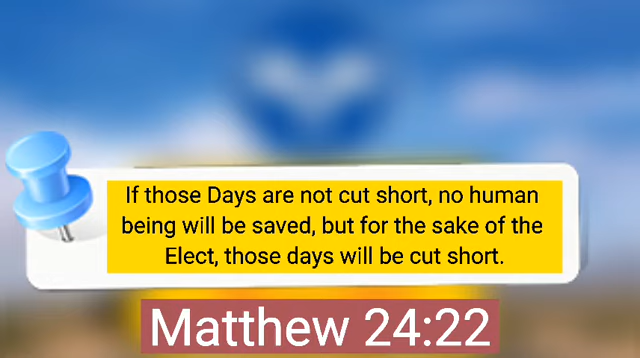 If those Days are not cut short, no human
being will be saved, but for the sake of the
Elect, those days will be cut short.
Matthew 24:22